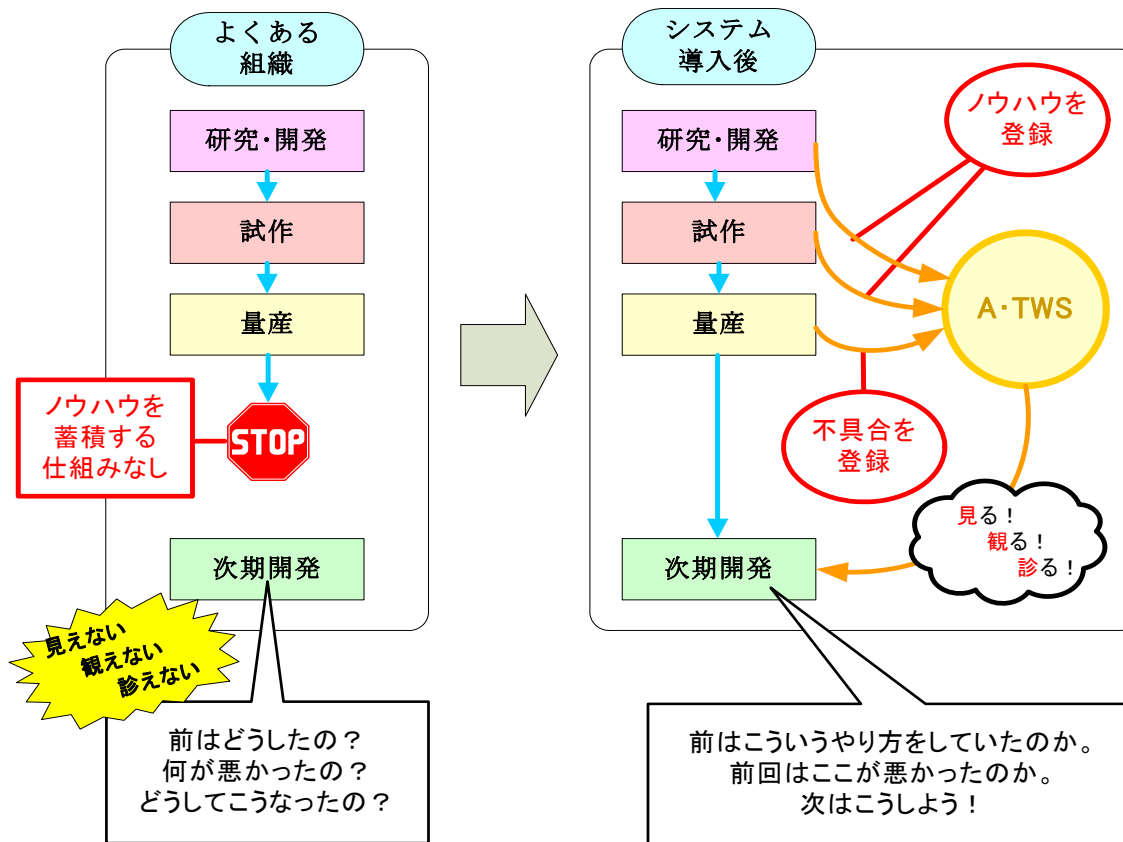 よくある
組織
研究・開発
試作
量産
ノウハウを
蓄積する
仕組みなし
STOP
次期開発
見えない
観えない
診えない
前はどうしたの？
何が悪かったの？
どうしてこうなったの？
システム
導入後
研究・開発
試作
量産
ノウハウを
登録
A・TWS
不具合を
登録
見る！
観る！
診る！
次期開発
前はこういうやり方をしていたのか。
前回はここが悪かったのか。
次はこうしよう！